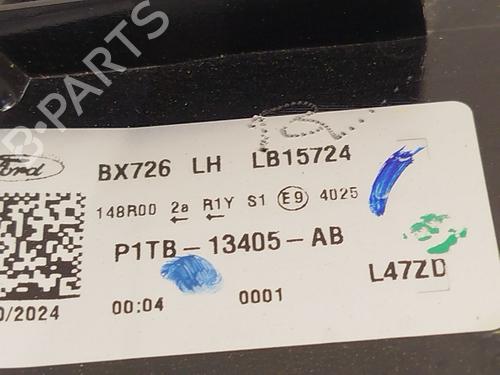 Ford
BX726 LH LB15724
148R00 2a R1Y S1 E9 4025
P1TB-13405-AB
L47ZD
0/2024
00:04 0001
B-PARTS